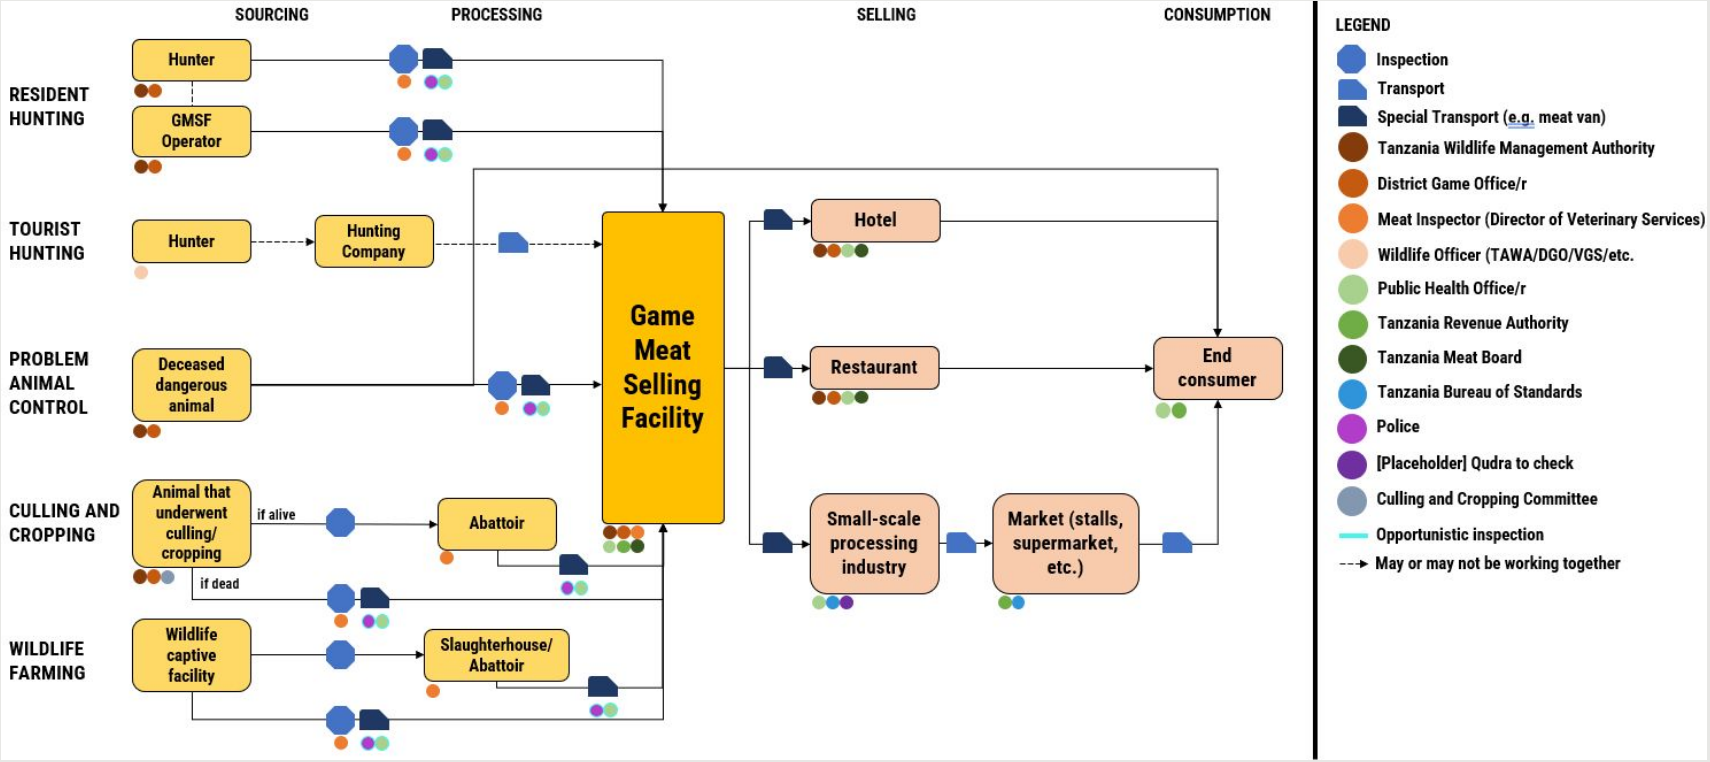 SOURCING
PROCESSING
SELLING
CONSUMPTION
RESIDENT
HUNTING
Hunter
GMSF
Operator
TOURIST
HUNTING
Hunter
Hunting
Company
PROBLEM
ANIMAL
CONTROL
Deceased
dangerous
animal
CULLING AND
CROPPING
Animal that
underwent
culling/
cropping
if alive
if dead
Abattoir
WILDLIFE
FARMING
Wildlife
captive
facility
Slaughterhouse/
Abattoir
Game
Meat
Selling
Facility
Hotel
Restaurant
Small-scale
processing
industry
Market (stalls,
supermarket,
etc.)
End
consumer
LEGEND
Inspection
Transport
Special Transport (e.g. meat van)
Tanzania Wildlife Management Authority
District Game Office/r
Meat Inspector (Director of Veterinary Services)
Wildlife Officer (TAWA/DGO/VGS/etc.
Public Health Office/r
Tanzania Revenue Authority
Tanzania Meat Board
Tanzania Bureau of Standards
Police
[Placeholder] Qudra to check
Culling and Cropping Committee
Opportunistic inspection
May or may not be working together